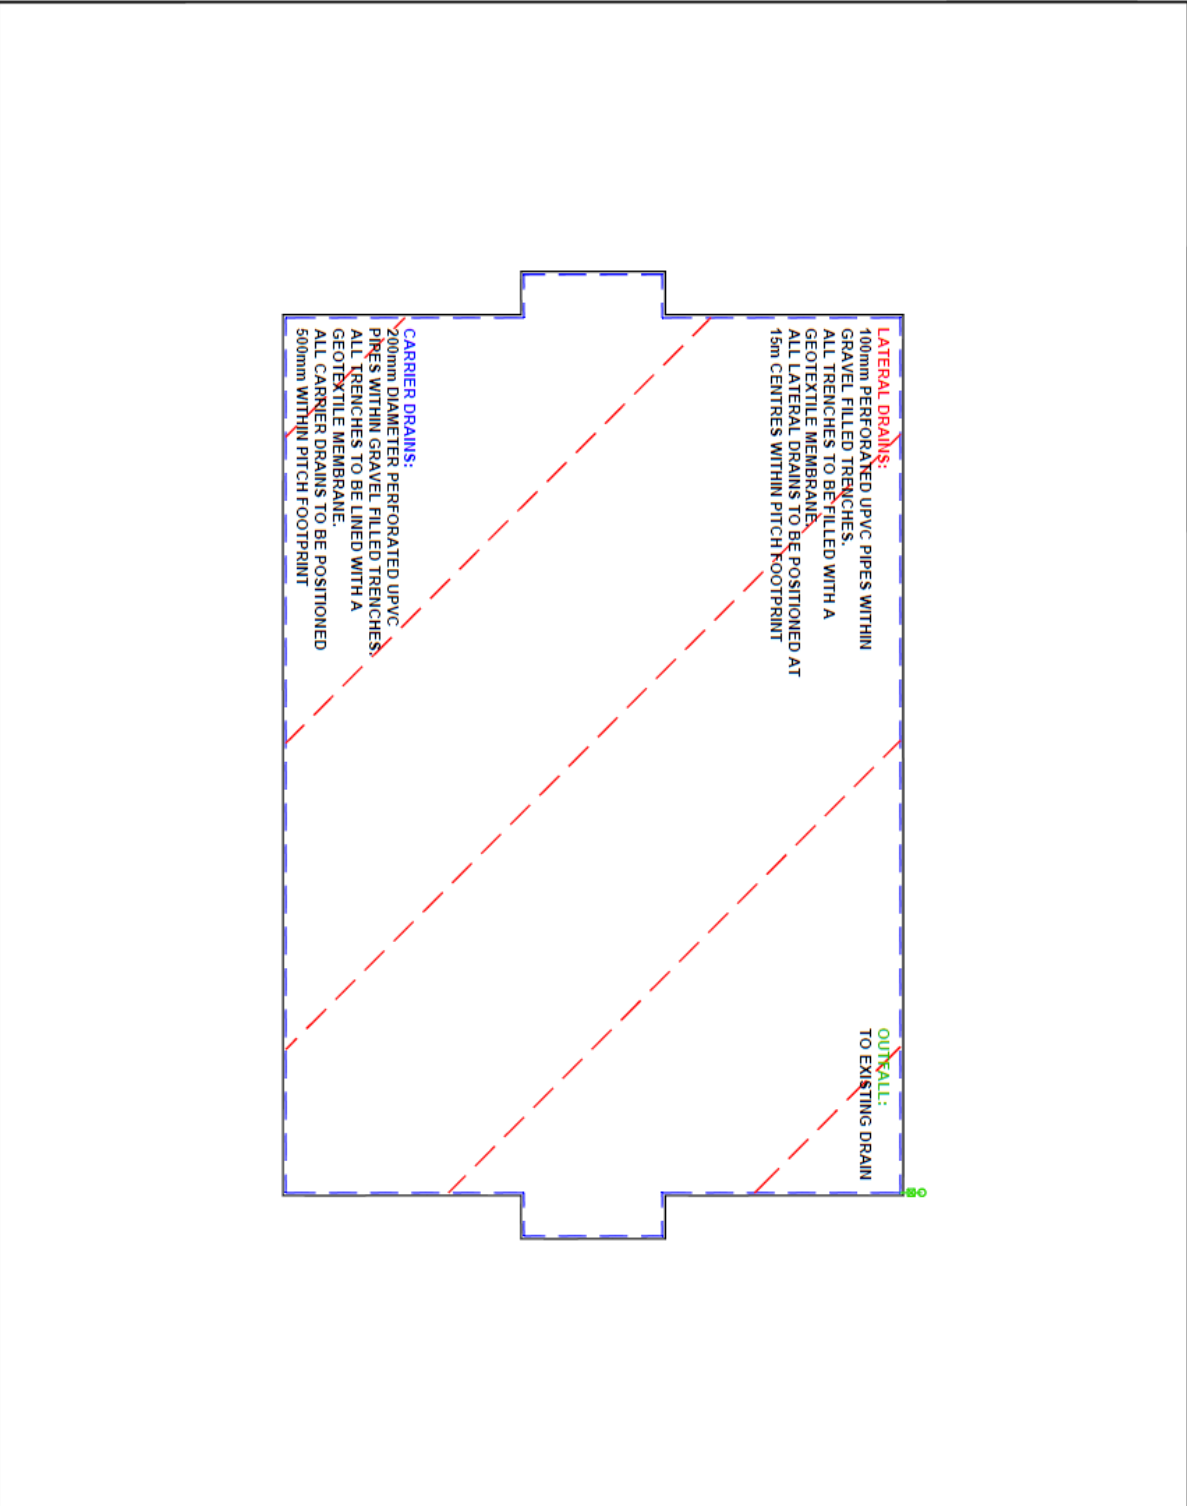 LATERAL DRAINS:
100mm PERFORATED UPVC PIPES WITHIN
GRAVEL FILLED TRENCHES.
ALL TRENCHES TO BE FILLED WITH A
GEOTEXTILE MEMBRANE.
ALL LATERAL DRAINS TO BE POSITIONED AT
15m CENTRES WITHIN PITCH FOOTPRINT
OUTFALL:
TO EXISTING DRAIN
CARRIER DRAINS:
200mm DIAMETER PERFORATED UPVC
PIPES WITHIN GRAVEL FILLED TRENCHES.
ALL TRENCHES TO BE LINED WITH A
GEOTEXTILE MEMBRANE.
ALL CARRIER DRAINS TO BE POSITIONED
500mm WITHIN PITCH FOOTPRINT